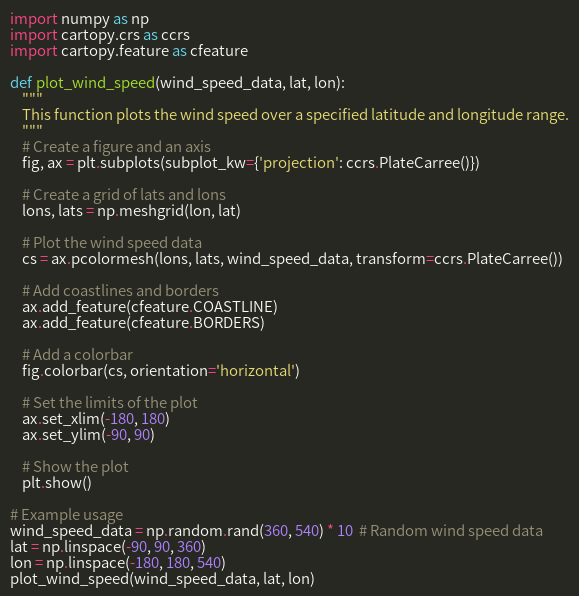 import numpy as np
import cartopy.crs as ccrs
import cartopy.feature as cfeature

def plot_wind_speed(wind_speed_data, lat, lon):
    """
    This function plots the wind speed over a specified latitude and longitude range.
    """
    # Create a figure and an axis
    fig, ax = plt.subplots(subplot_kw={'projection': ccrs.PlateCarree()})

    # Create a grid of lats and lons
    lons, lats = np.meshgrid(lon, lat)

    # Plot the wind speed data
    cs = ax.pcolormesh(lons, lats, wind_speed_data, transform=ccrs.PlateCarree())

    # Add coastlines and borders
    ax.add_feature(cfeature.COASTLINE)
    ax.add_feature(cfeature.BORDERS)

    # Add a colorbar
    fig.colorbar(cs, orientation='horizontal')

    # Set the limits of the plot
    ax.set_xlim(-180, 180)
    ax.set_ylim(-90, 90)

    # Show the plot
    plt.show()

# Example usage
wind_speed_data = np.random.rand(360, 540) * 10  # Random wind speed data
lat = np.linspace(-90, 90, 360)
lon = np.linspace(-180, 180, 540)
plot_wind_speed(wind_speed_data, lat, lon)